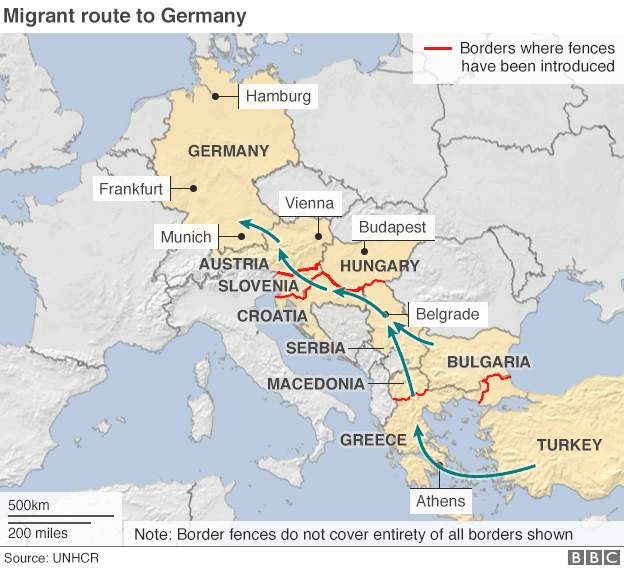 Migrant route to Germany
Borders where fences
have been introduced
Hamburg
GERMANY
Frankfurt
Vienna
Budapest
Munich
AUSTRIA
HUNGARY
SLOVENIA
CROATIA
Belgrade
SERBIA
BULGARIA
MACEDONIA
GREECE
TURKEY
Athens
500km
200 miles
Note: Border fences do not cover entirety of all borders shown
Source: UNHCR
BBC